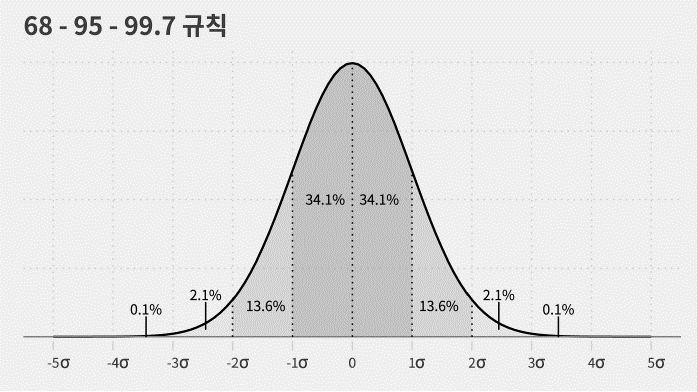 68 - 95 - 99.7 규칙
34.1% 34.1%
0.1% 2.1% 13.6% 13.6% 2.1% 0.1%
-5σ -4σ -3σ -2σ -1σ 0 1σ 2σ 3σ 4σ 5σ